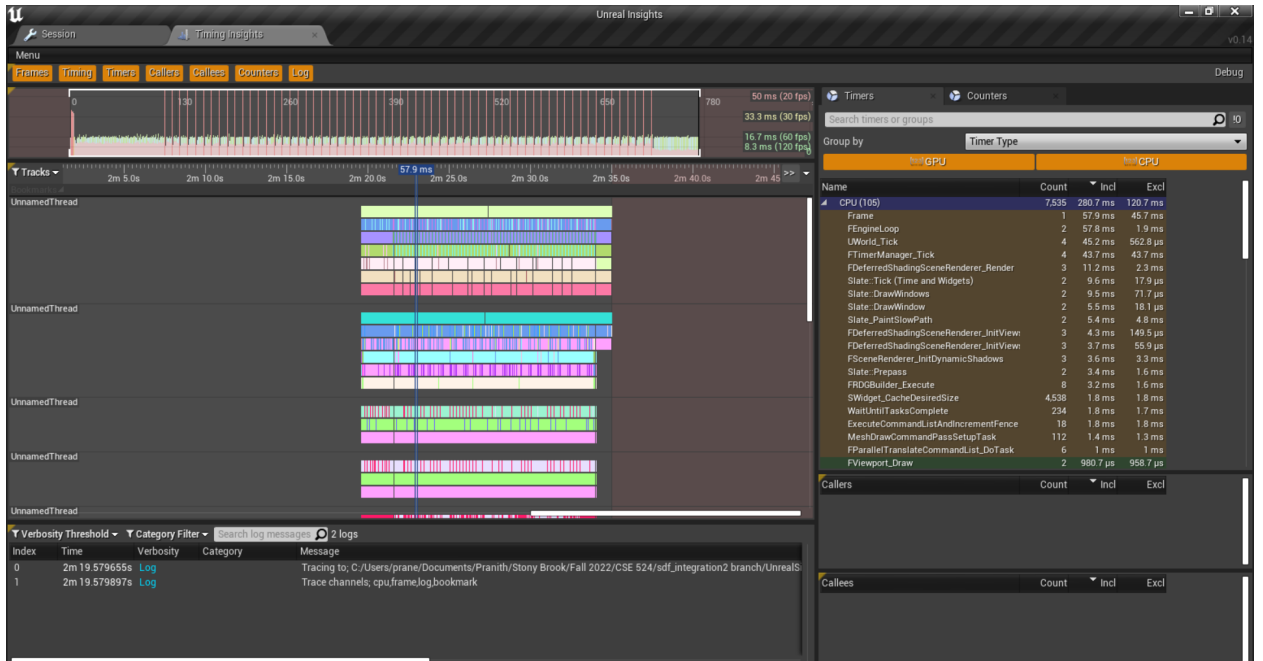 Unreal Insights
Session
Timing Insights
v0.14
Menu
Frames Timing Timers Callers Callees Counters Log
Debug
0 130 260 390 520 650 780
50 ms (20 fps)
33.3 ms (30 fps)
16.7 ms (60 fps)
8.3 ms (120 fps)
0
Tracks
57.9 ms
2m 5.0s 2m 10.0s 2m 15.0s 2m 20.0s 2m 25.0s 2m 30.0s 2m 35.0s 2m 40.0s 2m 45
>>
Bookmarks
UnnamedThread
UnnamedThread
UnnamedThread
UnnamedThread
UnnamedThread
Verbosity Threshold Category Filter Search log messages 2 logs
Index Time Verbosity Category Message
0 2m 19.579655s Log Tracing to; C:/Users/prane/Documents/Pranith/Stony Brook/Fall 2022/CSE 524/sdf_integration2 branch/UnrealS
1 2m 19.579897s Log Trace channels; cpu,frame,log,bookmark
Timers
Counters
Search timers or groups
!0
Group by Timer Type
GPU CPU
Name Count Incl Excl
CPU (105) 7,535 280.7 ms 120.7 ms
Frame 1 57.9 ms 45.7 ms
FEngineLoop 2 57.8 ms 1.9 ms
UWorld_Tick 4 45.2 ms 562.8 µs
FTimerManager_Tick 4 43.7 ms 43.7 ms
FDeferredShadingSceneRenderer_Render 3 11.2 ms 2.3 ms
Slate::Tick (Time and Widgets) 2 9.6 ms 17.9 µs
Slate::DrawWindows 2 9.5 ms 71.7 µs
Slate::DrawWindow 2 5.5 ms 18.1 µs
Slate_PaintSlowPath 2 5.4 ms 4.8 ms
FDeferredShadingSceneRenderer_InitView 3 4.3 ms 149.5 µs
FDeferredShadingSceneRenderer_InitView 3 3.7 ms 55.9 µs
FSceneRenderer_InitDynamicShadows 3 3.6 ms 3.3 ms
Slate::Prepass 2 3.4 ms 1.6 ms
FRDGBuilder_Execute 8 3.2 ms 1.6 ms
SWidget_CacheDesiredSize 4,538 1.8 ms 1.8 ms
WaitUntilTasksComplete 234 1.8 ms 1.7 ms
ExecuteCommandListAndIncrementFence 18 1.8 ms 1.8 ms
MeshDrawCommandPassSetupTask 112 1.4 ms 1.3 ms
FParallelTranslateCommandList_DoTask 6 1 ms 1 ms
FViewport_Draw 2 980.7 µs 958.7 µs
Callers Count Incl Excl
Callees Count Incl Excl